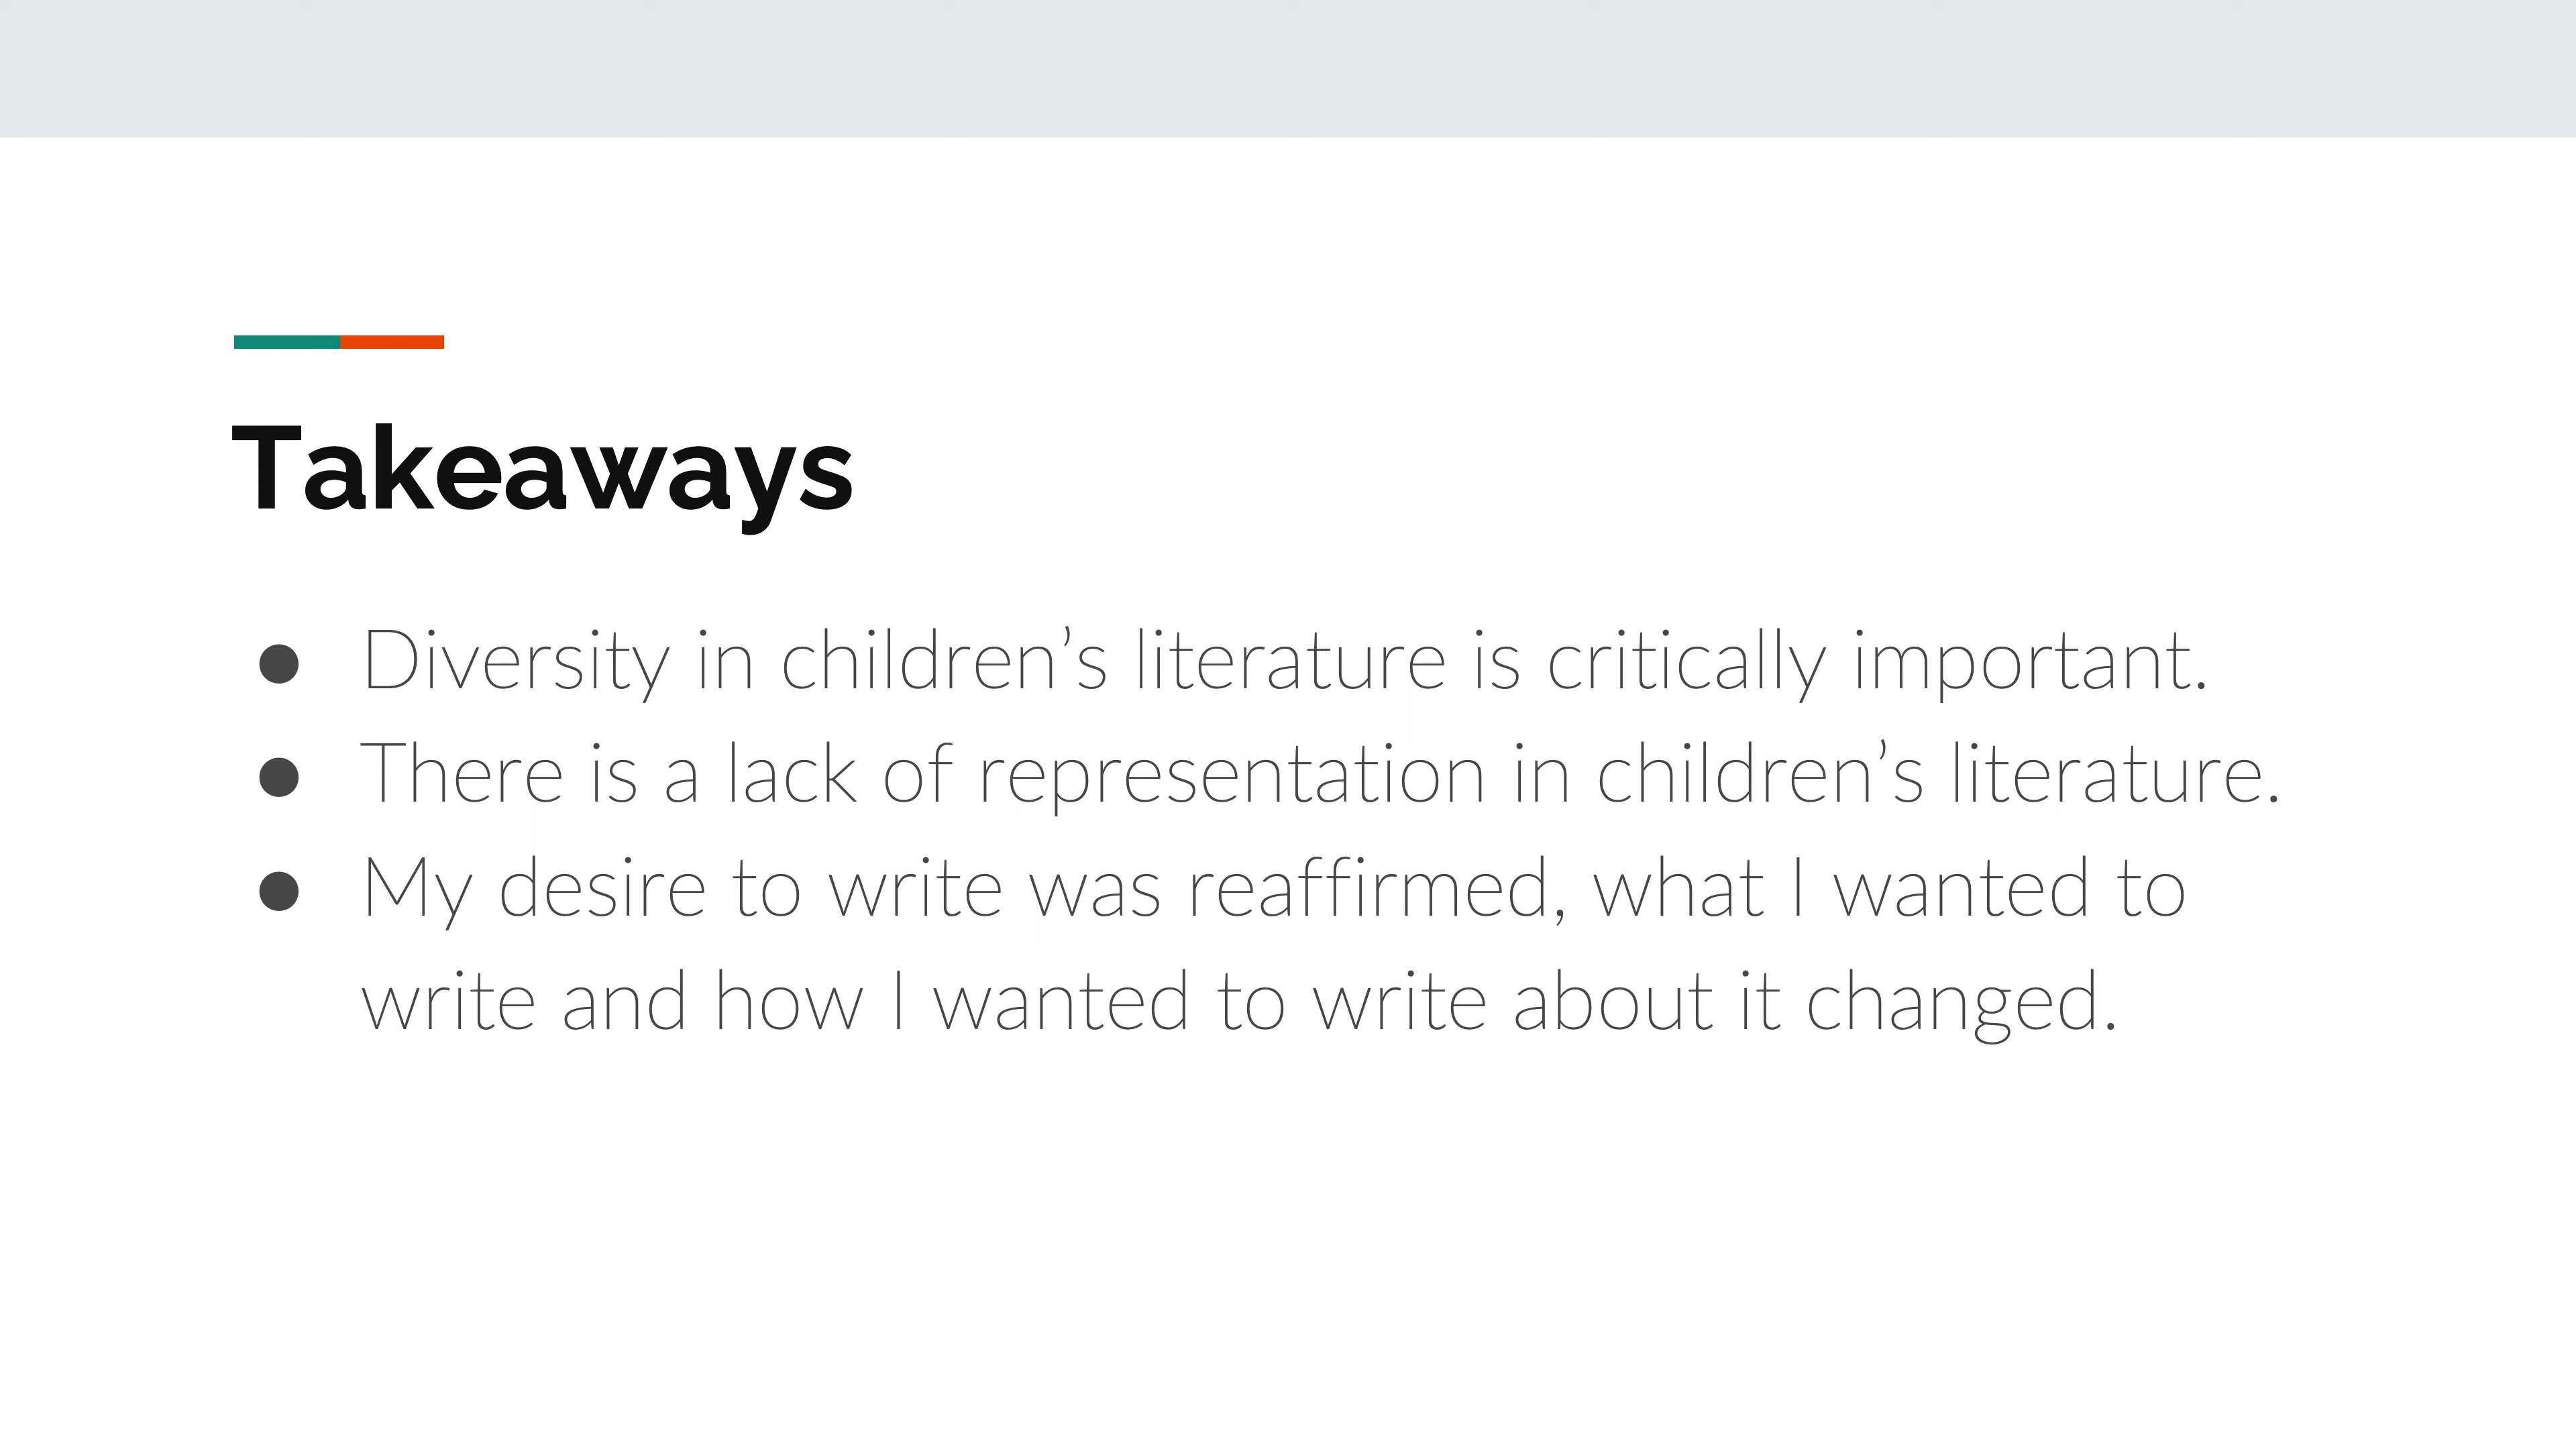 Takeaways
● Diversity in children’s literature is critically important.
● There is a lack of representation in children’s literature.
● My desire to write was reaffirmed, what I wanted to
write and how I wanted to write about it changed.